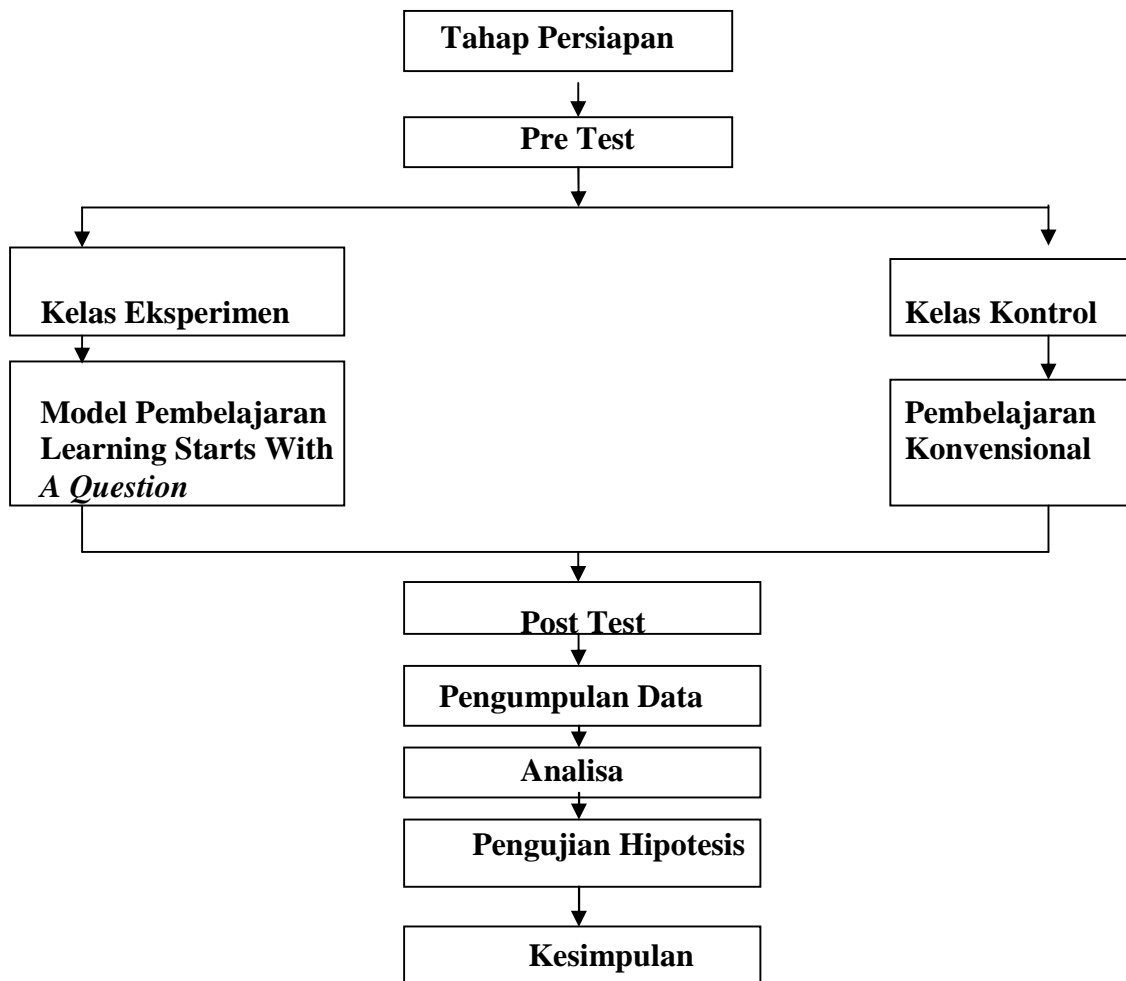 Tahap Persiapan
Pre Test
Kelas Eksperimen
Kelas Kontrol
Model Pembelajaran
Learning Starts With
A Question
Pembelajaran
Konvensional
Post Test
Pengumpulan Data
Analisa
Pengujian Hipotesis
Kesimpulan